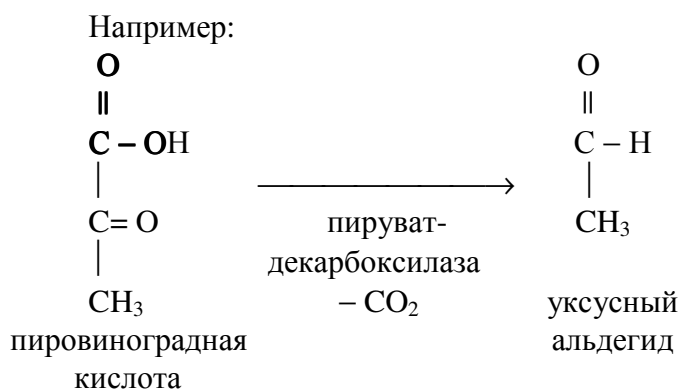 Например:
O O
ǁ ǁ
C – OH C – H
| ⟶ |
C= O пируват- CH₃
| декарбоксилаза
CH₃ – CO₂ уксусный
пировиноградная альдегид
кислота